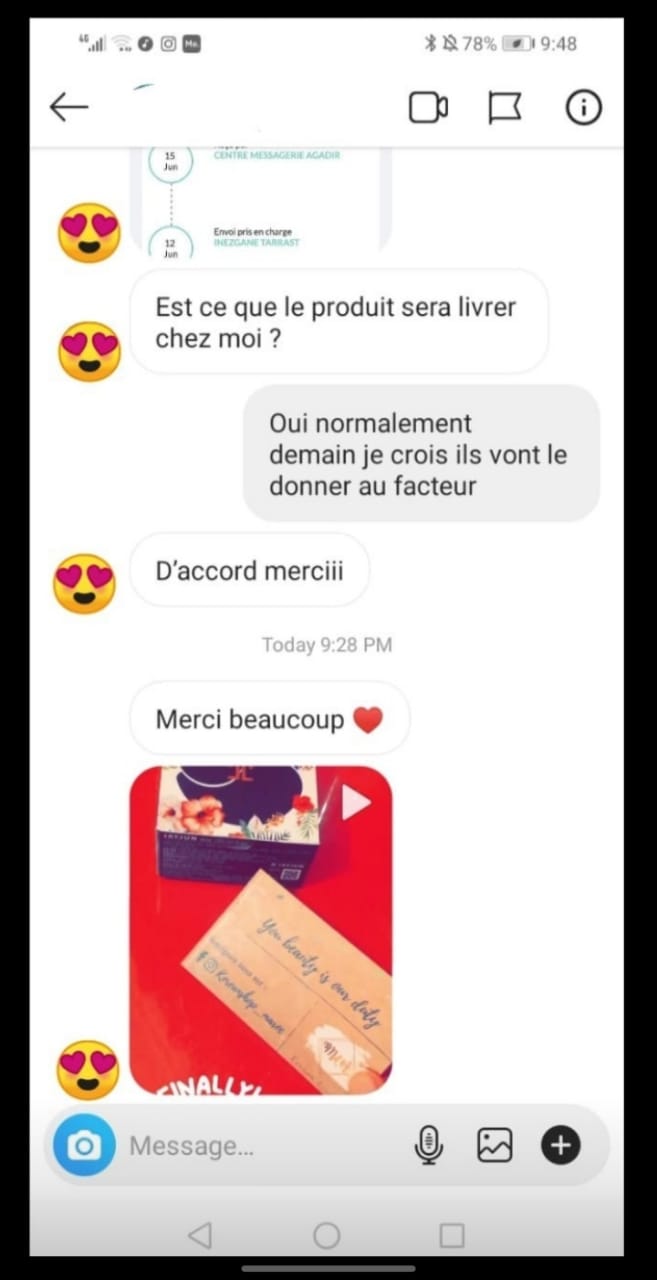 4G
78%
9:48
15
Jun
CENTRE MESSAGERIE AGADIR
Envoi pris en charge
12
Jun
INEZGANE TARRAST
Est ce que le produit sera livrer
chez moi ?
Oui normalement
demain je crois ils vont le
donner au facteur
D'accord merciii
Today 9:28 PM
Merci beaucoup
You beauty is our duty
FINALLY!
Message...